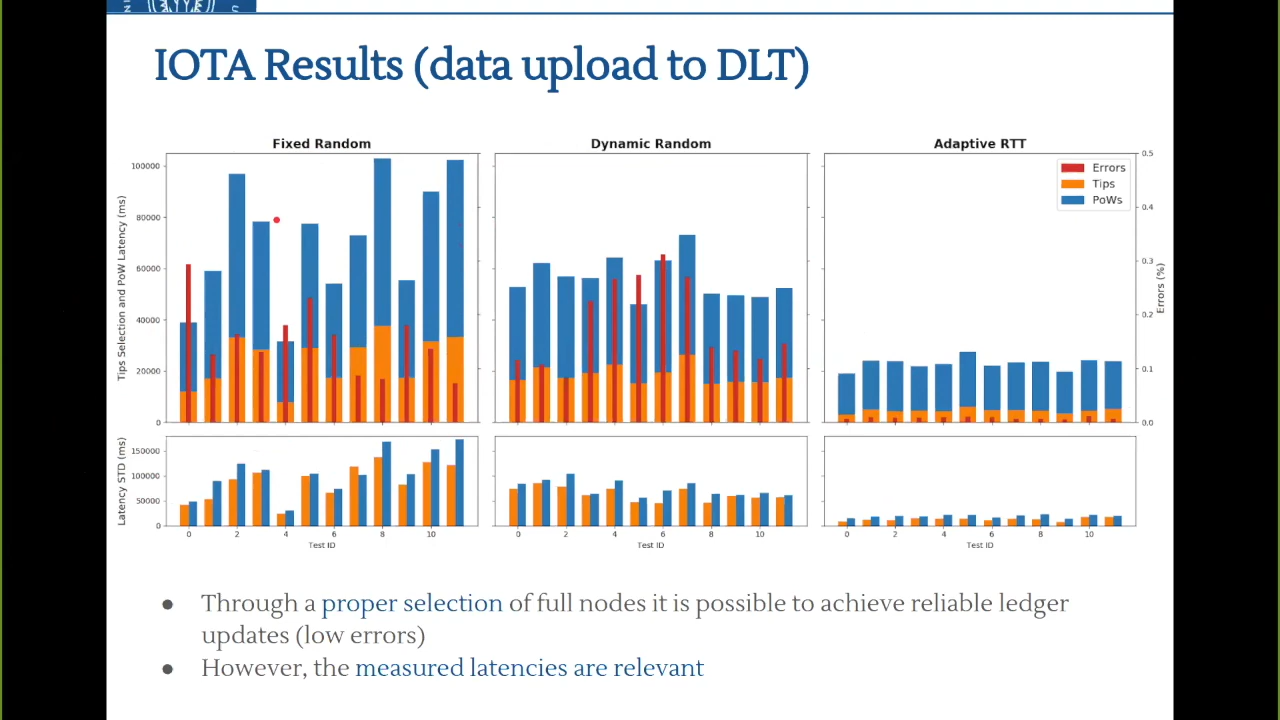 IOTA Results (data upload to DLT)
Fixed Random
Dynamic Random
Adaptive RTT
Tips Selection and PoW Latency (ms)
100000
80000
60000
40000
20000
0
Errors
Tips
PoWs
0.5
0.4
0.3
0.2
0.1
0.0
Errors (%)
Latency STD (ms)
150000
100000
50000
0
0 2 4 6 8 10
Test ID
0 2 4 6 8 10
Test ID
0 2 4 6 8 10
Test ID
● Through a proper selection of full nodes it is possible to achieve reliable ledger
updates (low errors)
● However, the measured latencies are relevant